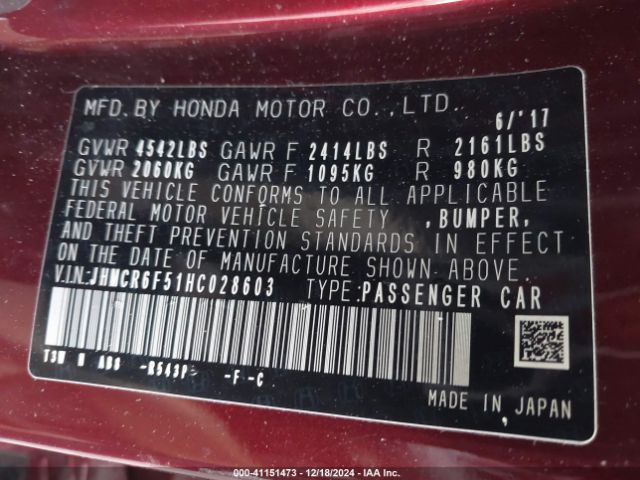 MFD. BY HONDA MOTOR CO., LTD. 6/'17
GVWR 4542LBS GAWR F 2414LBS R 2161LBS
GVWR 2060KG GAWR F 1095KG R 980KG
THIS VEHICLE CONFORMS TO ALL APPLICABLE
FEDERAL MOTOR VEHICLE SAFETY , BUMPER,
AND THEFT PREVENTION STANDARDS IN EFFECT
ON THE DATE OF MANUFACTURE SHOWN ABOVE.
V.I.N:JHMCR6F51HC028603 TYPE:PASSENGER CAR
-R543P -F -C
MADE IN JAPAN
000-41151473 - 12/18/2024 - IAA Inc.